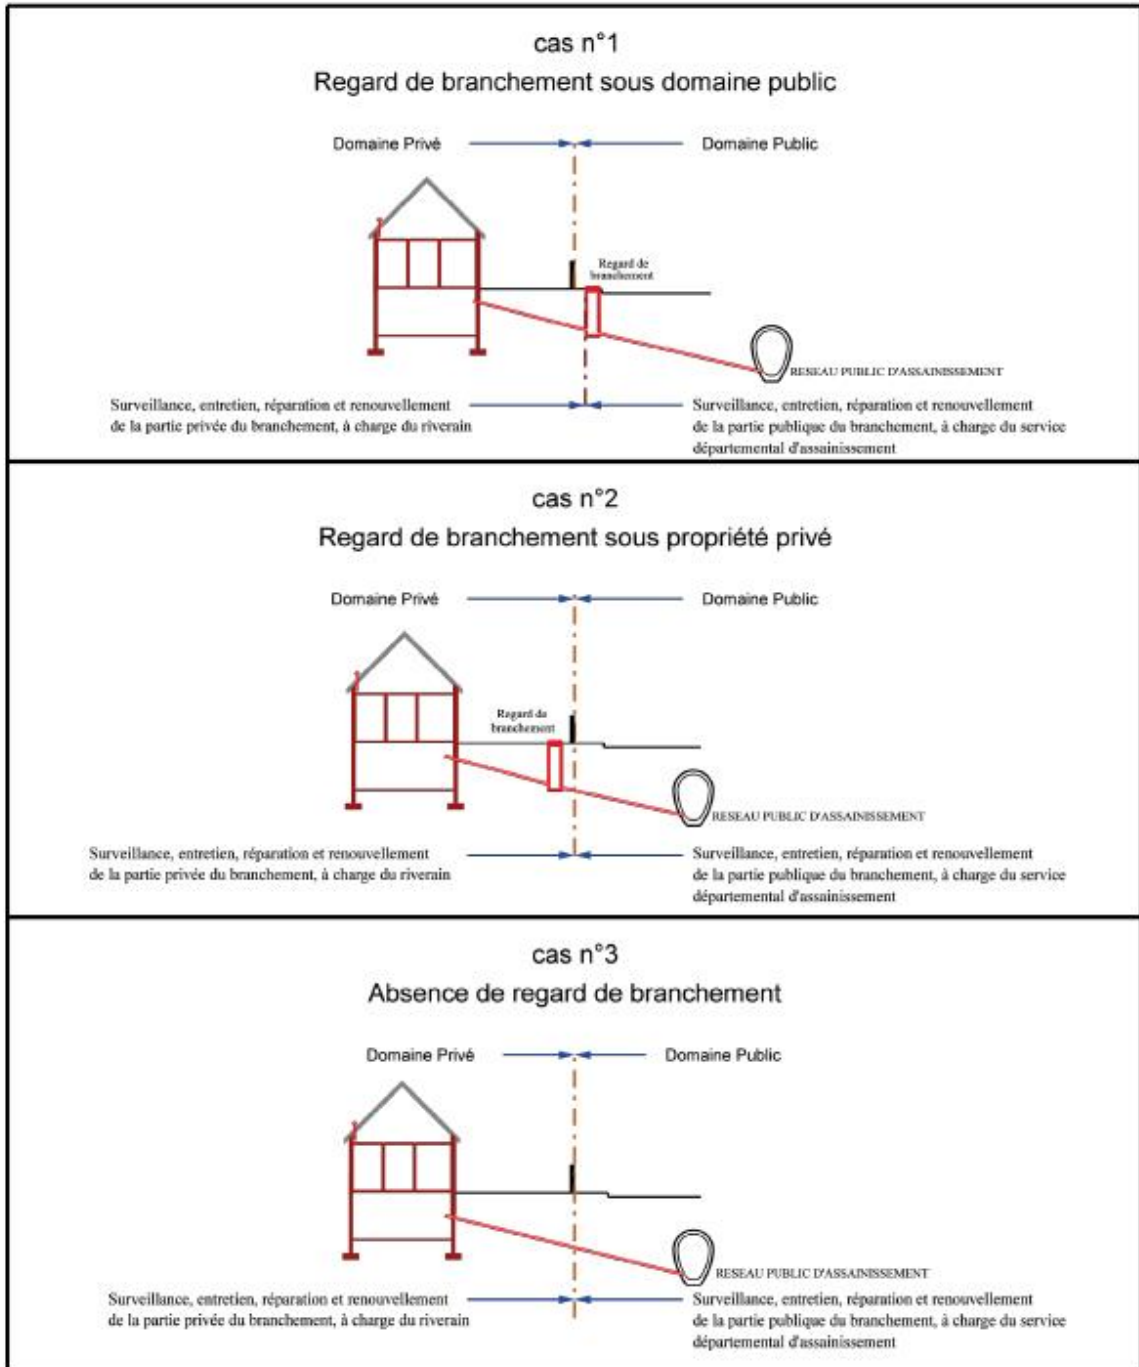 cas n°1
Regard de branchement sous domaine public
Domaine Privé
Domaine Public
Regard de
branchement
RESEAU PUBLIC D'ASSAINISSEMENT
Surveillance, entretien, réparation et renouvellement
de la partie privée du branchement, à charge du riverain
Surveillance, entretien, réparation et renouvellement
de la partie publique du branchement, à charge du service
départemental d'assainissement
cas n°2
Regard de branchement sous propriété privé
Domaine Privé
Domaine Public
Regard de
branchement
RESEAU PUBLIC D'ASSAINISSEMENT
Surveillance, entretien, réparation et renouvellement
de la partie privée du branchement, à charge du riverain
Surveillance, entretien, réparation et renouvellement
de la partie publique du branchement, à charge du service
départemental d'assainissement
cas n°3
Absence de regard de branchement
Domaine Privé
Domaine Public
RESEAU PUBLIC D'ASSAINISSEMENT
Surveillance, entretien, réparation et renouvellement
de la partie privée du branchement, à charge du riverain
Surveillance, entretien, réparation et renouvellement
de la partie publique du branchement, à charge du service
départemental d'assainissement